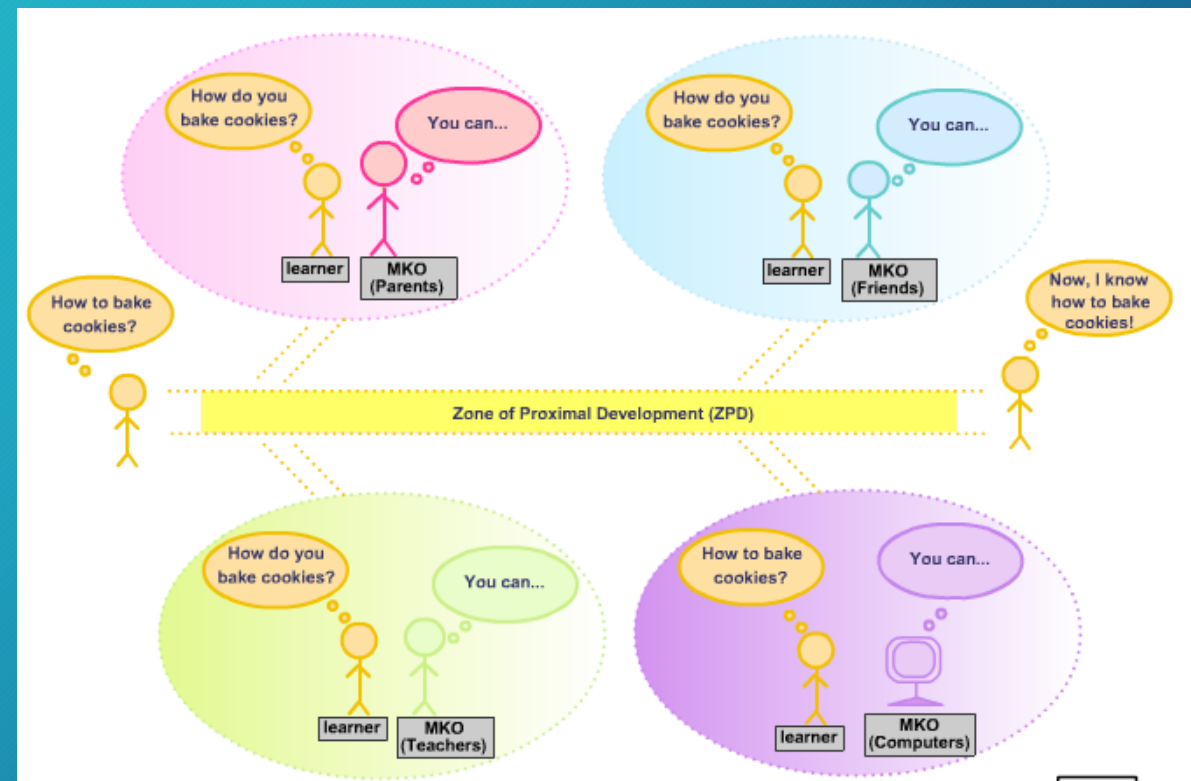 How do you
bake cookies?
You can...
learner
MKO
(Parents)
How do you
bake cookies?
You can...
learner
MKO
(Friends)
How to bake
cookies?
Now, I know
how to bake
cookies!
Zone of Proximal Development (ZPD)
How do you
bake cookies?
You can...
learner
MKO
(Teachers)
How to bake
cookies?
You can...
learner
MKO
(Computers)